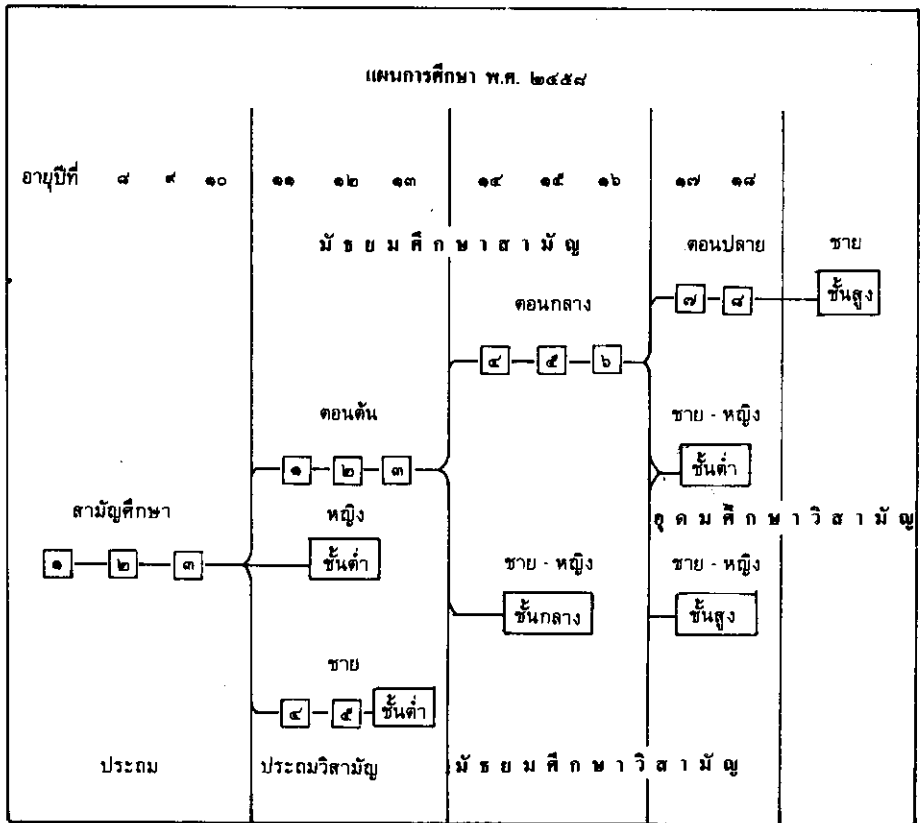 แผนการศึกษา พ.ศ. ๒๔๕๘
อายุปีที่ ๘ ๙ ๑๐ ๑๑ ๑๒ ๑๓ ๑๔ ๑๕ ๑๖ ๑๗ ๑๘
มัธยมศึกษาสามัญ
ตอนปลาย ชาย
๗ ๘ ชั้นสูง
ตอนกลาง
๔ ๕ ๖
ตอนต้น ชาย - หญิง
๑ ๒ ๓ ชั้นต่ำ
สามัญศึกษา หญิง อุดมศึกษาวิสามัญ
๑ ๒ ๓ ชั้นต่ำ ชาย - หญิง ชาย - หญิง
ชั้นกลาง ชั้นสูง
ชาย
๔ ๕ ชั้นต่ำ
ประถม ประถมวิสามัญ มัธยมศึกษาวิสามัญ